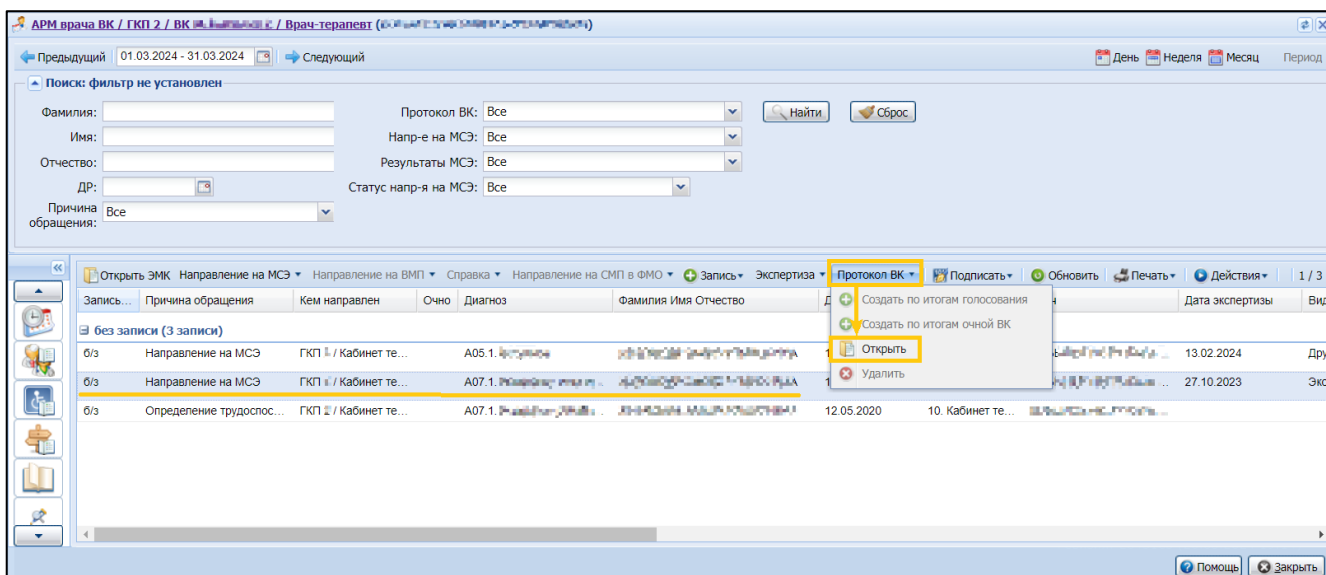 АРМ врача ВК / ГКП 2 / ВК / Врач-терапевт (
Предыдущий 01.03.2024 - 31.03.2024 Следующий День Неделя Месяц Период
Поиск: фильтр не установлен
Фамилия: Протокол ВК: Все Найти Сброс
Имя: Напр-е на МСЭ: Все
Отчество: Результаты МСЭ: Все
ДР: Статус напр-я на МСЭ: Все
Причина обращения: Все
Открыть ЭМК Направление на МСЭ Направление на ВМП Справка Направление на СМП в ФМО Запись Экспертиза Протокол ВК Подписать Обновить Печать Действия 1 / 3
Запись... Причина обращения Кем направлен Очно Диагноз Фамилия Имя Отчество Дата экспертизы Вид
Создать по итогам голосования
без записи (3 записи) Создать по итогам очной ВК
б/з Направление на МСЭ ГКП / Кабинет те... A05.1. Открыть 13.02.2024 Дру
б/з Направление на МСЭ ГКП / Кабинет те... A07.1. Удалить 27.10.2023 Экс
б/з Определение трудоспос... ГКП / Кабинет те... A07.1. 12.05.2020 10. Кабинет те...
Помощь Закрыть